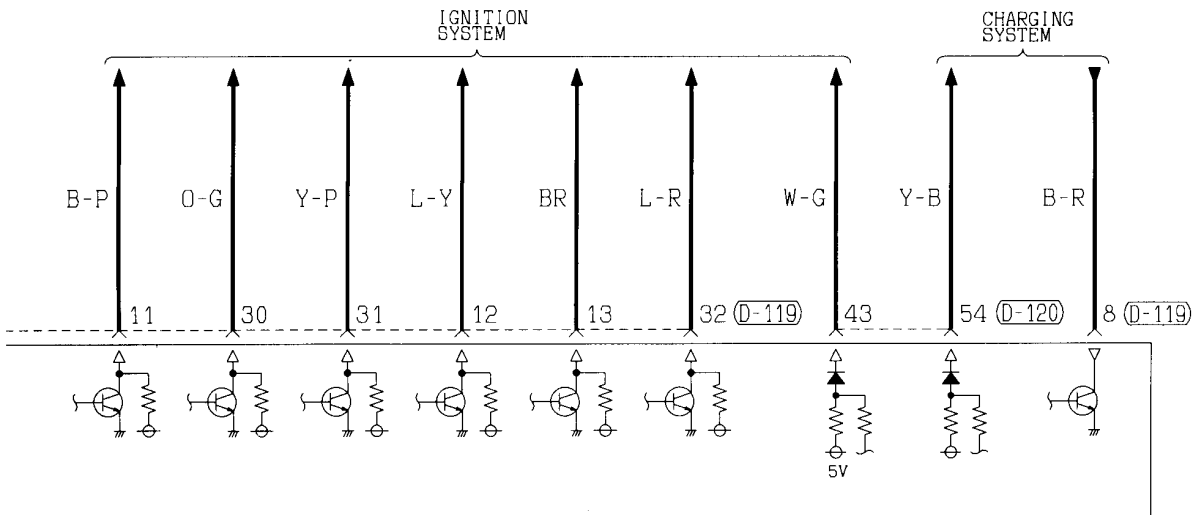 IGNITION
SYSTEM
CHARGING
SYSTEM
B-P
O-G
Y-P
L-Y
BR
L-R
W-G
Y-B
B-R
11
30
31
12
13
32 D-119
43
54 D-120
8 D-119
5V